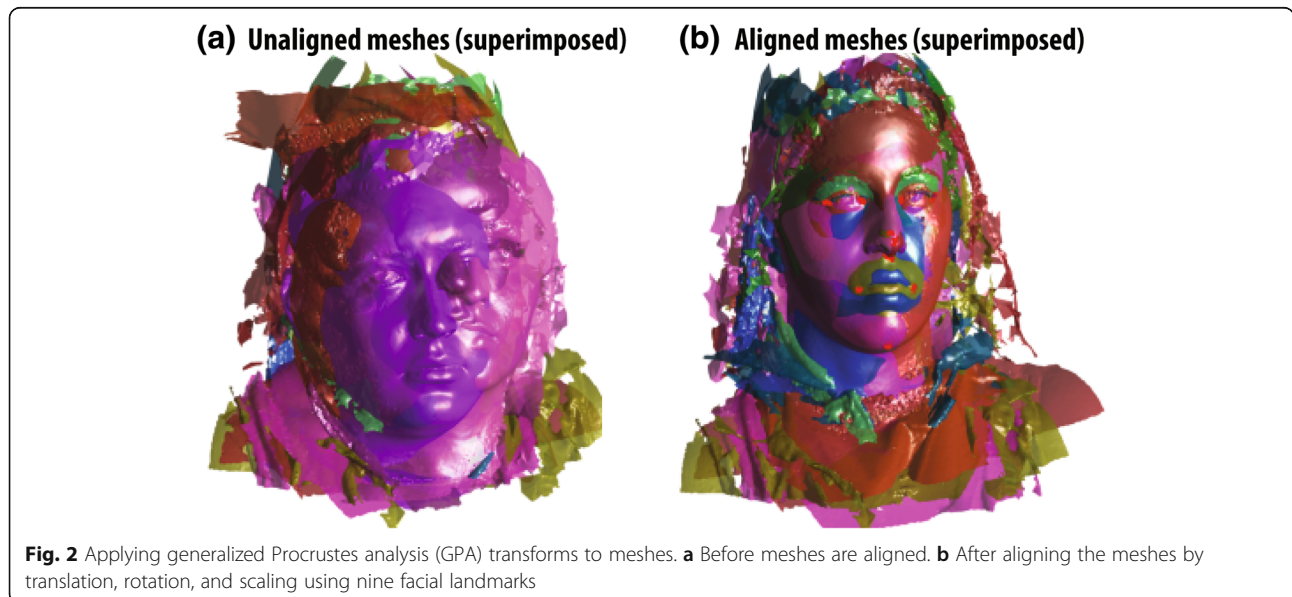 (a) Unaligned meshes (superimposed) (b) Aligned meshes (superimposed)
Fig. 2 Applying generalized Procrustes analysis (GPA) transforms to meshes. a Before meshes are aligned. b After aligning the meshes by
translation, rotation, and scaling using nine facial landmarks